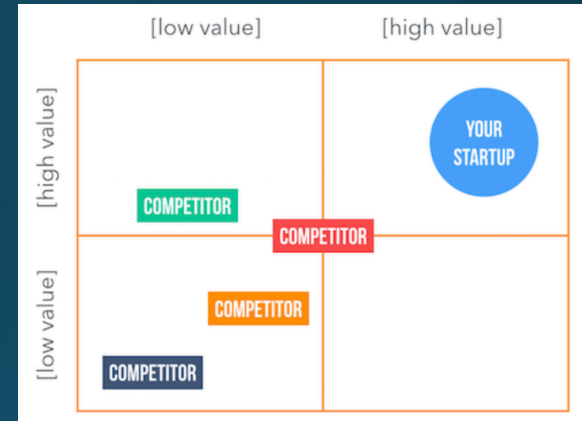 [low value] [high value]
[high value]
YOUR
STARTUP
COMPETITOR
COMPETITOR
[low value]
COMPETITOR
COMPETITOR